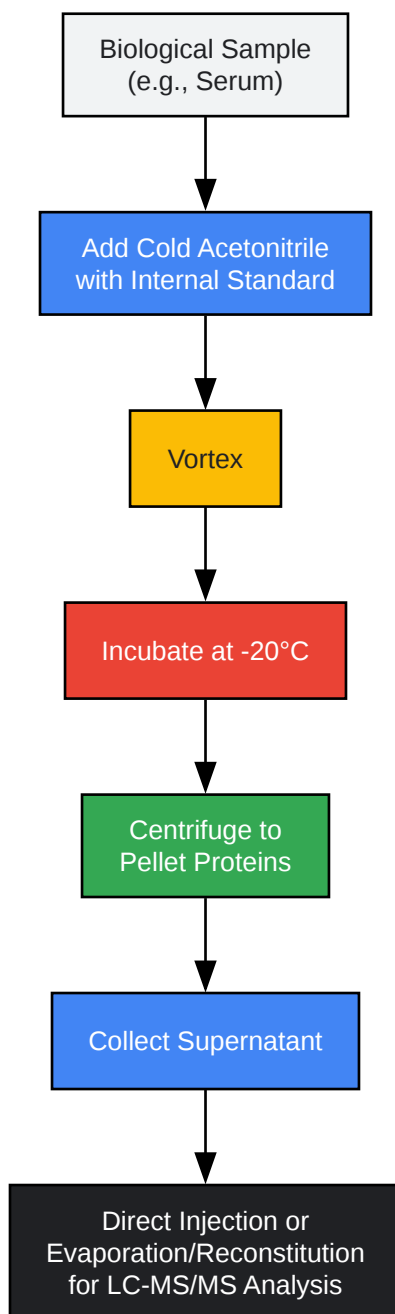 Biological Sample
(e.g., Serum)
Add Cold Acetonitrile
with Internal Standard
Vortex
Incubate at -20°C
Centrifuge to
Pellet Proteins
Collect Supernatant
Direct Injection or
Evaporation/Reconstitution
for LC-MS/MS Analysis